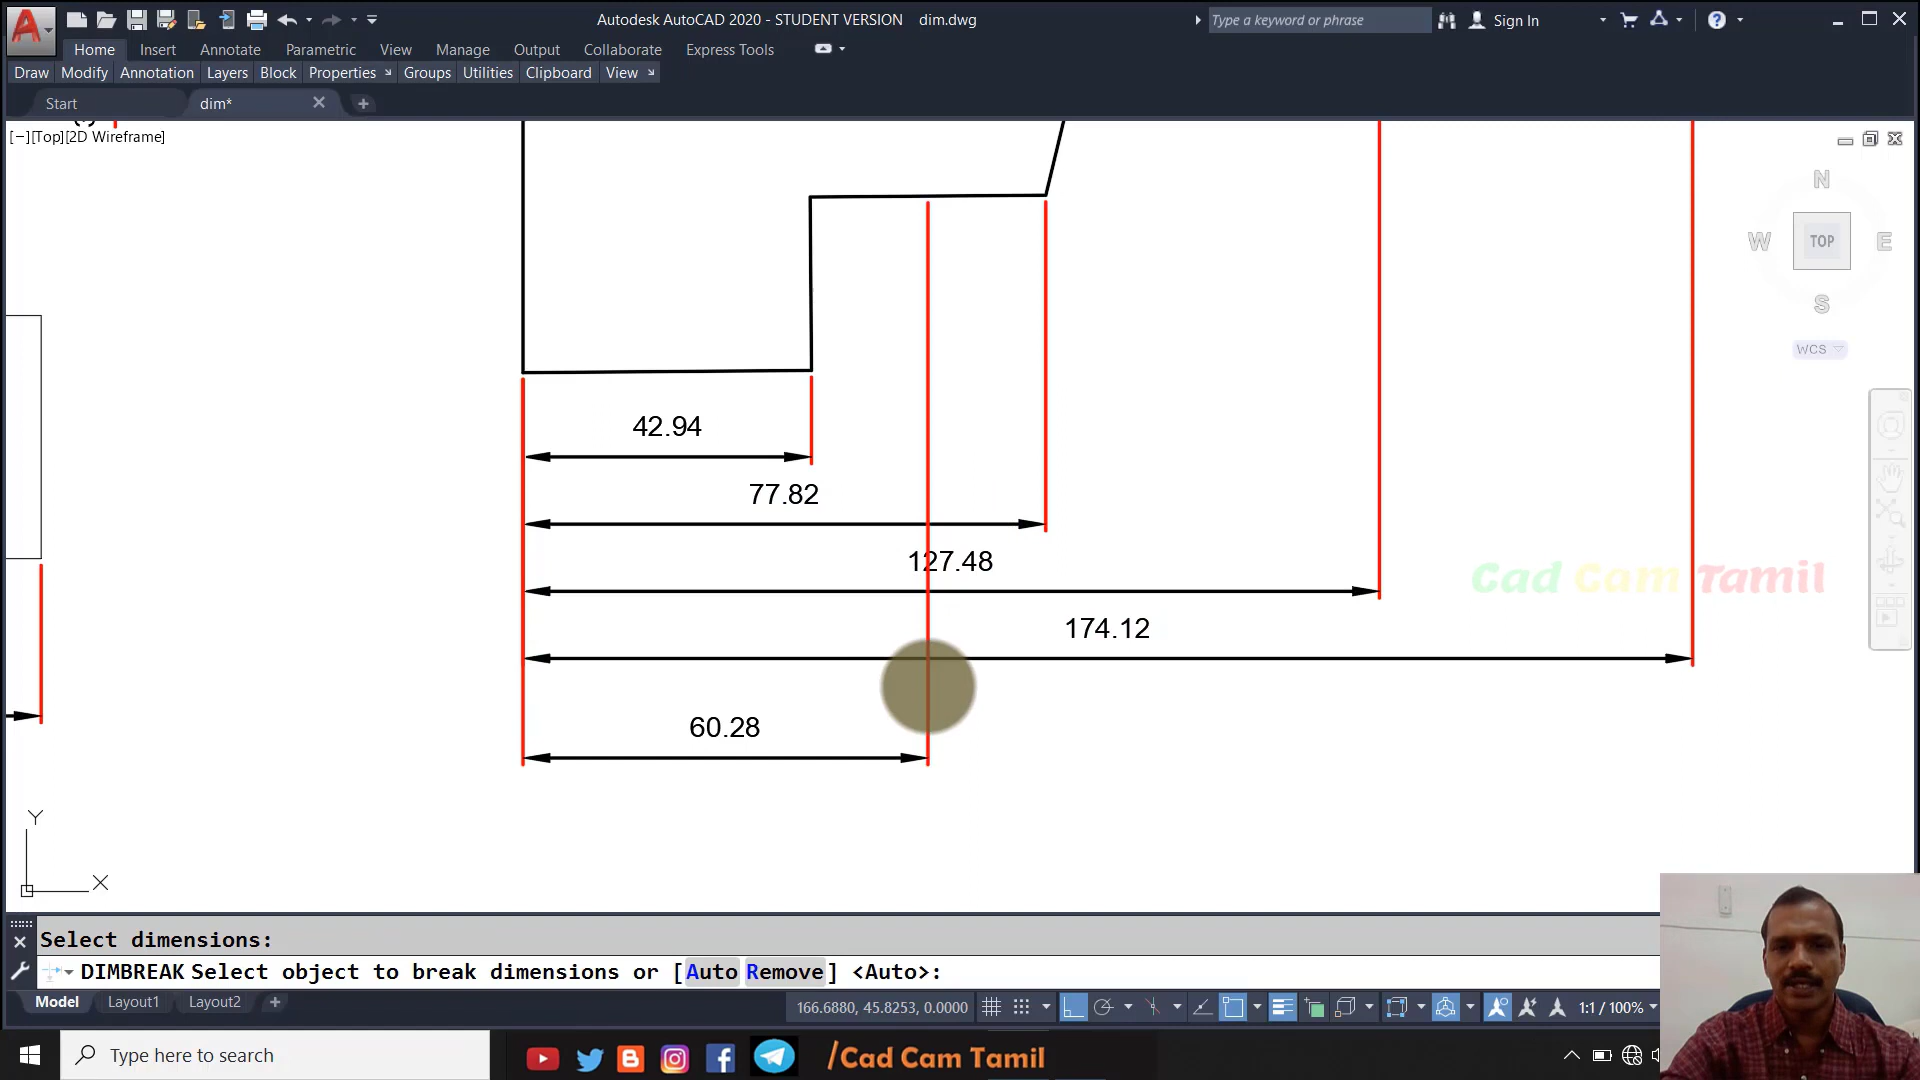 Autodesk AutoCAD 2020 - STUDENT VERSION dim.dwg
Type a keyword or phrase
Sign In
Home Insert Annotate Parametric View Manage Output Collaborate Express Tools
Draw Modify Annotation Layers Block Properties Groups Utilities Clipboard View
Start dim*
[−][Top][2D Wireframe]
N
W TOP E
S
WCS
42.94
77.82
127.48
Cad Cam Tamil
174.12
60.28
Y
X
Select dimensions:
DIMBREAK Select object to break dimensions or [Auto Remove] <Auto>:
Model Layout1 Layout2 +
166.6880, 45.8253, 0.0000 1:1 / 100%
Type here to search
/Cad Cam Tamil